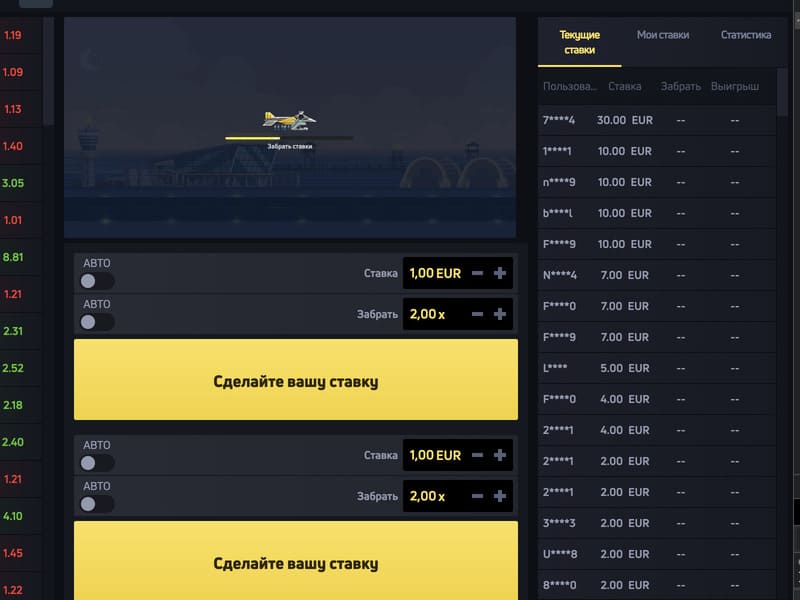 1.19
1.09
1.13
1.40
3.05
1.01
8.81
1.21
2.31
2.52
2.18
2.40
1.21
4.10
1.45
1.22
Забрать ставки
АВТО
Ставка 1,00 EUR − +
АВТО
Забрать 2,00 x − +
Сделайте вашу ставку
АВТО
Ставка 1,00 EUR − +
АВТО
Забрать 2,00 x − +
Сделайте вашу ставку
Текущие ставки Мои ставки Статистика
Пользова... Ставка Забрать Выигрыш
7****4 30.00 EUR -- --
1****1 10.00 EUR -- --
n****9 10.00 EUR -- --
b****l 10.00 EUR -- --
F****9 10.00 EUR -- --
N****4 7.00 EUR -- --
F****0 7.00 EUR -- --
F****9 7.00 EUR -- --
L**** 5.00 EUR -- --
F****0 4.00 EUR -- --
2****1 4.00 EUR -- --
2****1 2.00 EUR -- --
2****1 2.00 EUR -- --
3****3 2.00 EUR -- --
U****8 2.00 EUR -- --
8****0 2.00 EUR -- --